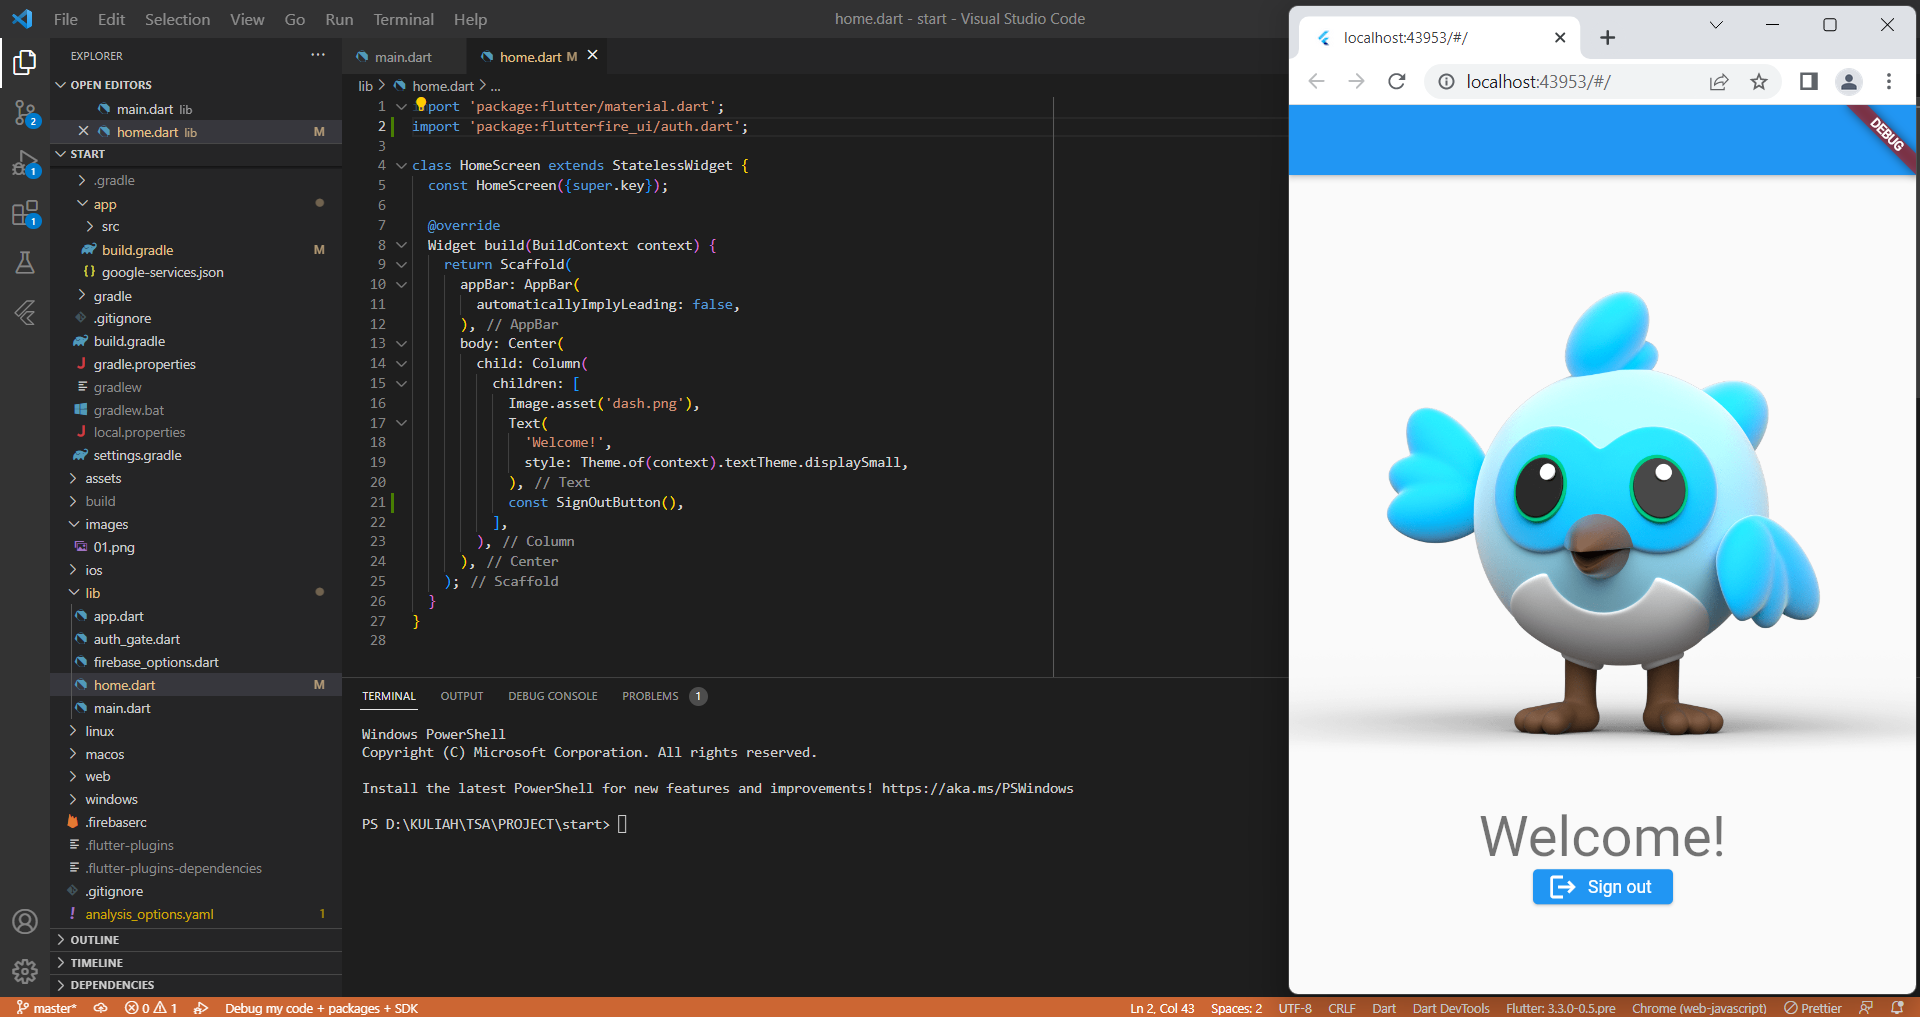 File Edit Selection View Go Run Terminal Help
home.dart - start - Visual Studio Code
EXPLORER
OPEN EDITORS
main.dart lib
home.dart lib M
START
.gradle
app
src
build.gradle M
google-services.json
gradle
.gitignore
build.gradle
gradle.properties
gradlew
gradlew.bat
local.properties
settings.gradle
assets
build
images
01.png
ios
lib
app.dart
auth_gate.dart
firebase_options.dart
home.dart M
main.dart
linux
macos
web
windows
.firebaserc
.flutter-plugins
.flutter-plugins-dependencies
.gitignore
analysis_options.yaml 1
OUTLINE
TIMELINE
DEPENDENCIES
2
1
1
main.dart home.dart M
lib > home.dart > ...
1 port 'package:flutter/material.dart';
2 import 'package:flutterfire_ui/auth.dart';
3
4 class HomeScreen extends StatelessWidget {
5 const HomeScreen({super.key});
6
7 @override
8 Widget build(BuildContext context) {
9 return Scaffold(
10 appBar: AppBar(
11 automaticallyImplyLeading: false,
12 ), // AppBar
13 body: Center(
14 child: Column(
15 children: [
16 Image.asset('dash.png'),
17 Text(
18 'Welcome!',
19 style: Theme.of(context).textTheme.displaySmall,
20 ), // Text
21 const SignOutButton(),
22 ],
23 ), // Column
24 ), // Center
25 ); // Scaffold
26 }
27 }
28
TERMINAL OUTPUT DEBUG CONSOLE PROBLEMS 1
Windows PowerShell
Copyright (C) Microsoft Corporation. All rights reserved.
Install the latest PowerShell for new features and improvements! https://aka.ms/PSWindows
PS D:\KULIAH\TSA\PROJECT\start>
localhost:43953/#/
localhost:43953/#/
DEBUG
Welcome!
Sign out
master* 0 1 Debug my code + packages + SDK
Ln 2, Col 43 Spaces: 2 UTF-8 CRLF Dart Dart DevTools Flutter: 3.3.0-0.5.pre Chrome (web-javascript) Prettier